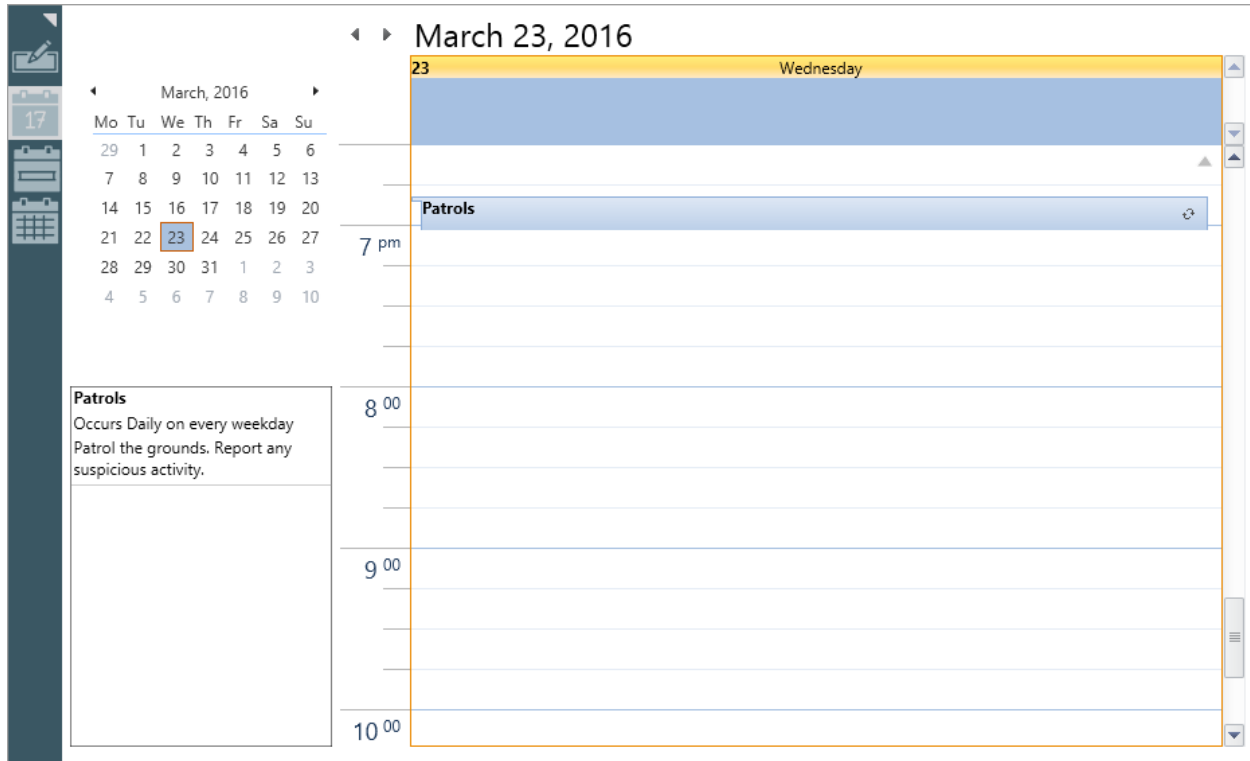 March 23, 2016
23 Wednesday
17
March, 2016
Mo Tu We Th Fr Sa Su
29 1 2 3 4 5 6
7 8 9 10 11 12 13
14 15 16 17 18 19 20
21 22 23 24 25 26 27
28 29 30 31 1 2 3
4 5 6 7 8 9 10
Patrols
Occurs Daily on every weekday
Patrol the grounds. Report any
suspicious activity.
Patrols
7 pm
8 00
9 00
10 00